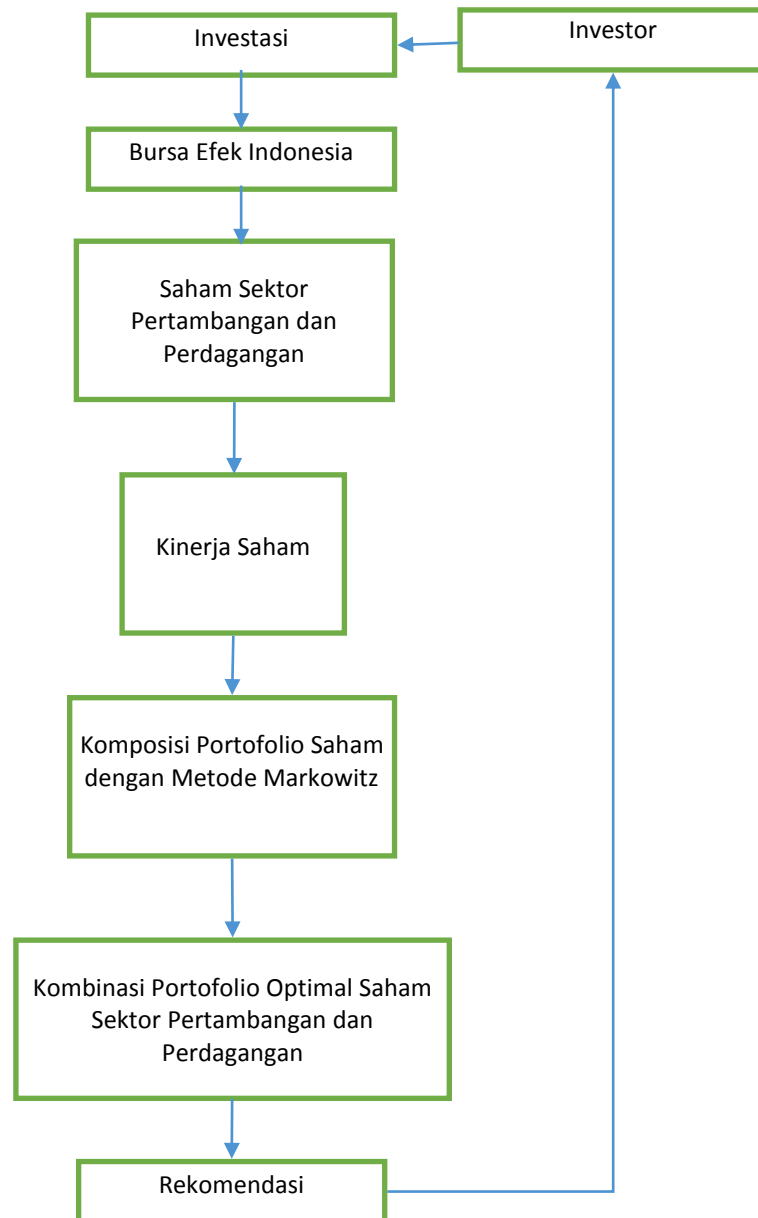 Investasi
Investor
Bursa Efek Indonesia
Saham Sektor
Pertambangan dan
Perdagangan
Kinerja Saham
Komposisi Portofolio Saham
dengan Metode Markowitz
Kombinasi Portofolio Optimal Saham
Sektor Pertambangan dan
Perdagangan
Rekomendasi